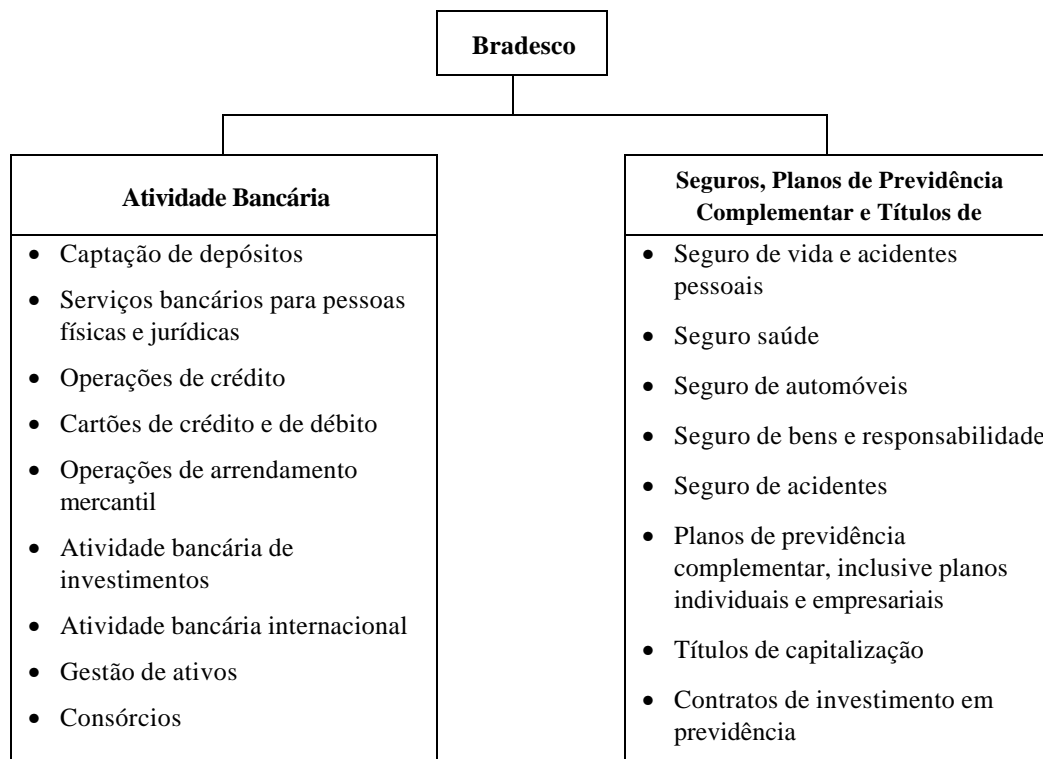 Bradesco
Atividade Bancária
• Captação de depósitos
• Serviços bancários para pessoas
físicas e jurídicas
• Operações de crédito
• Cartões de crédito e de débito
• Operações de arrendamento
mercantil
• Atividade bancária de
investimentos
• Atividade bancária internacional
• Gestão de ativos
• Consórcios
Seguros, Planos de Previdência
Complementar e Títulos de
• Seguro de vida e acidentes
pessoais
• Seguro saúde
• Seguro de automóveis
• Seguro de bens e responsabilidade
• Seguro de acidentes
• Planos de previdência
complementar, inclusive planos
individuais e empresariais
• Títulos de capitalização
• Contratos de investimento em
previdência